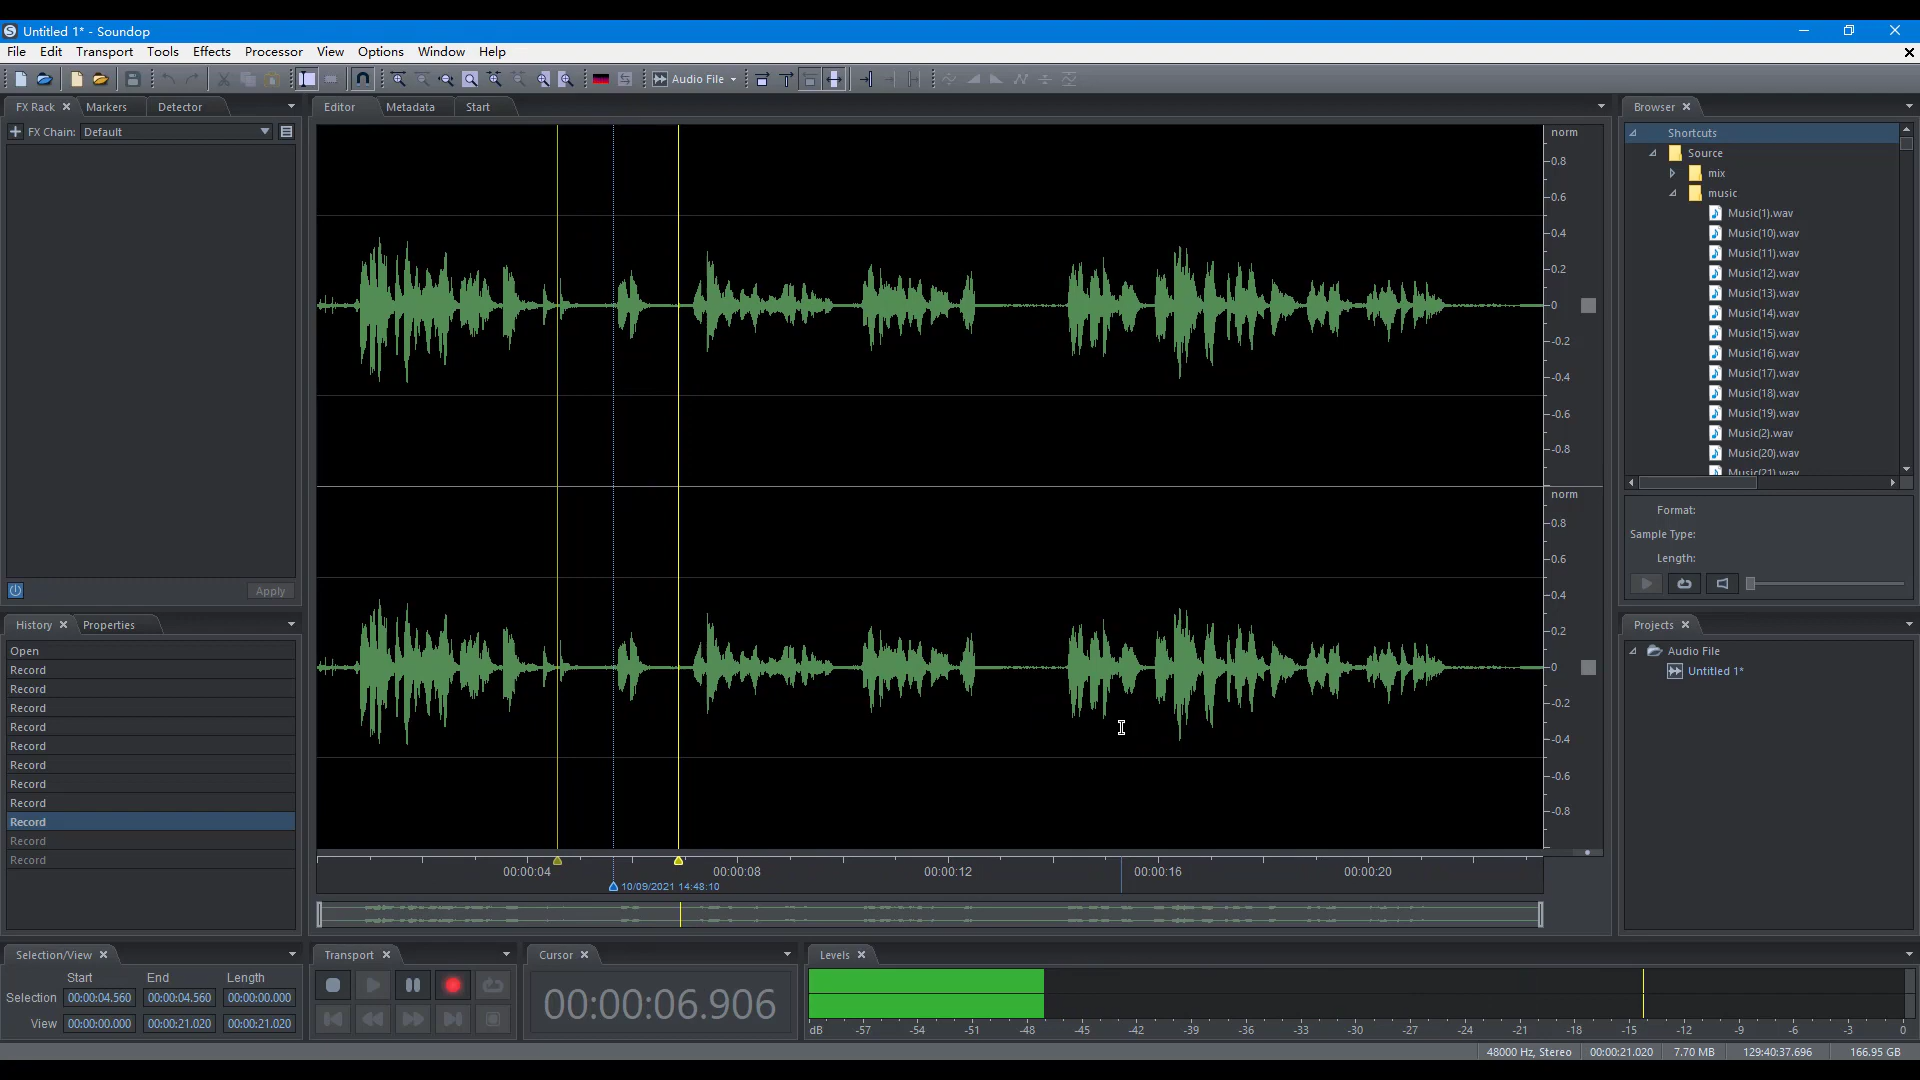 Untitled 1* - Soundop
File Edit Transport Tools Effects Processor View Options Window Help
Audio File
FX Rack Markers Detector
FX Chain: Default
Apply
History Properties
Open
Record
Record
Record
Record
Record
Record
Record
Record
Record
Record
Record
Editor Metadata Start
norm
0.8
0.6
0.4
0.2
0
-0.2
-0.4
-0.6
-0.8
norm
0.8
0.6
0.4
0.2
0
-0.2
-0.4
-0.6
-0.8
00:00:04 00:00:08 00:00:12 00:00:16 00:00:20
10/09/2021 14:48:10
Browser
Shortcuts
Source
mix
music
Music(1).wav
Music(10).wav
Music(11).wav
Music(12).wav
Music(13).wav
Music(14).wav
Music(15).wav
Music(16).wav
Music(17).wav
Music(18).wav
Music(19).wav
Music(2).wav
Music(20).wav
Music(21).wav
Format:
Sample Type:
Length:
Projects
Audio File
Untitled 1*
Selection/View
Start End Length
Selection 00:00:04.560 00:00:04.560 00:00:00.000
View 00:00:00.000 00:00:21.020 00:00:21.020
Transport
Cursor
00:00:06.906
Levels
dB -57 -54 -51 -48 -45 -42 -39 -36 -33 -30 -27 -24 -21 -18 -15 -12 -9 -6 -3 0
48000 Hz, Stereo 00:00:21.020 7.70 MB 129:40:37.696 166.95 GB